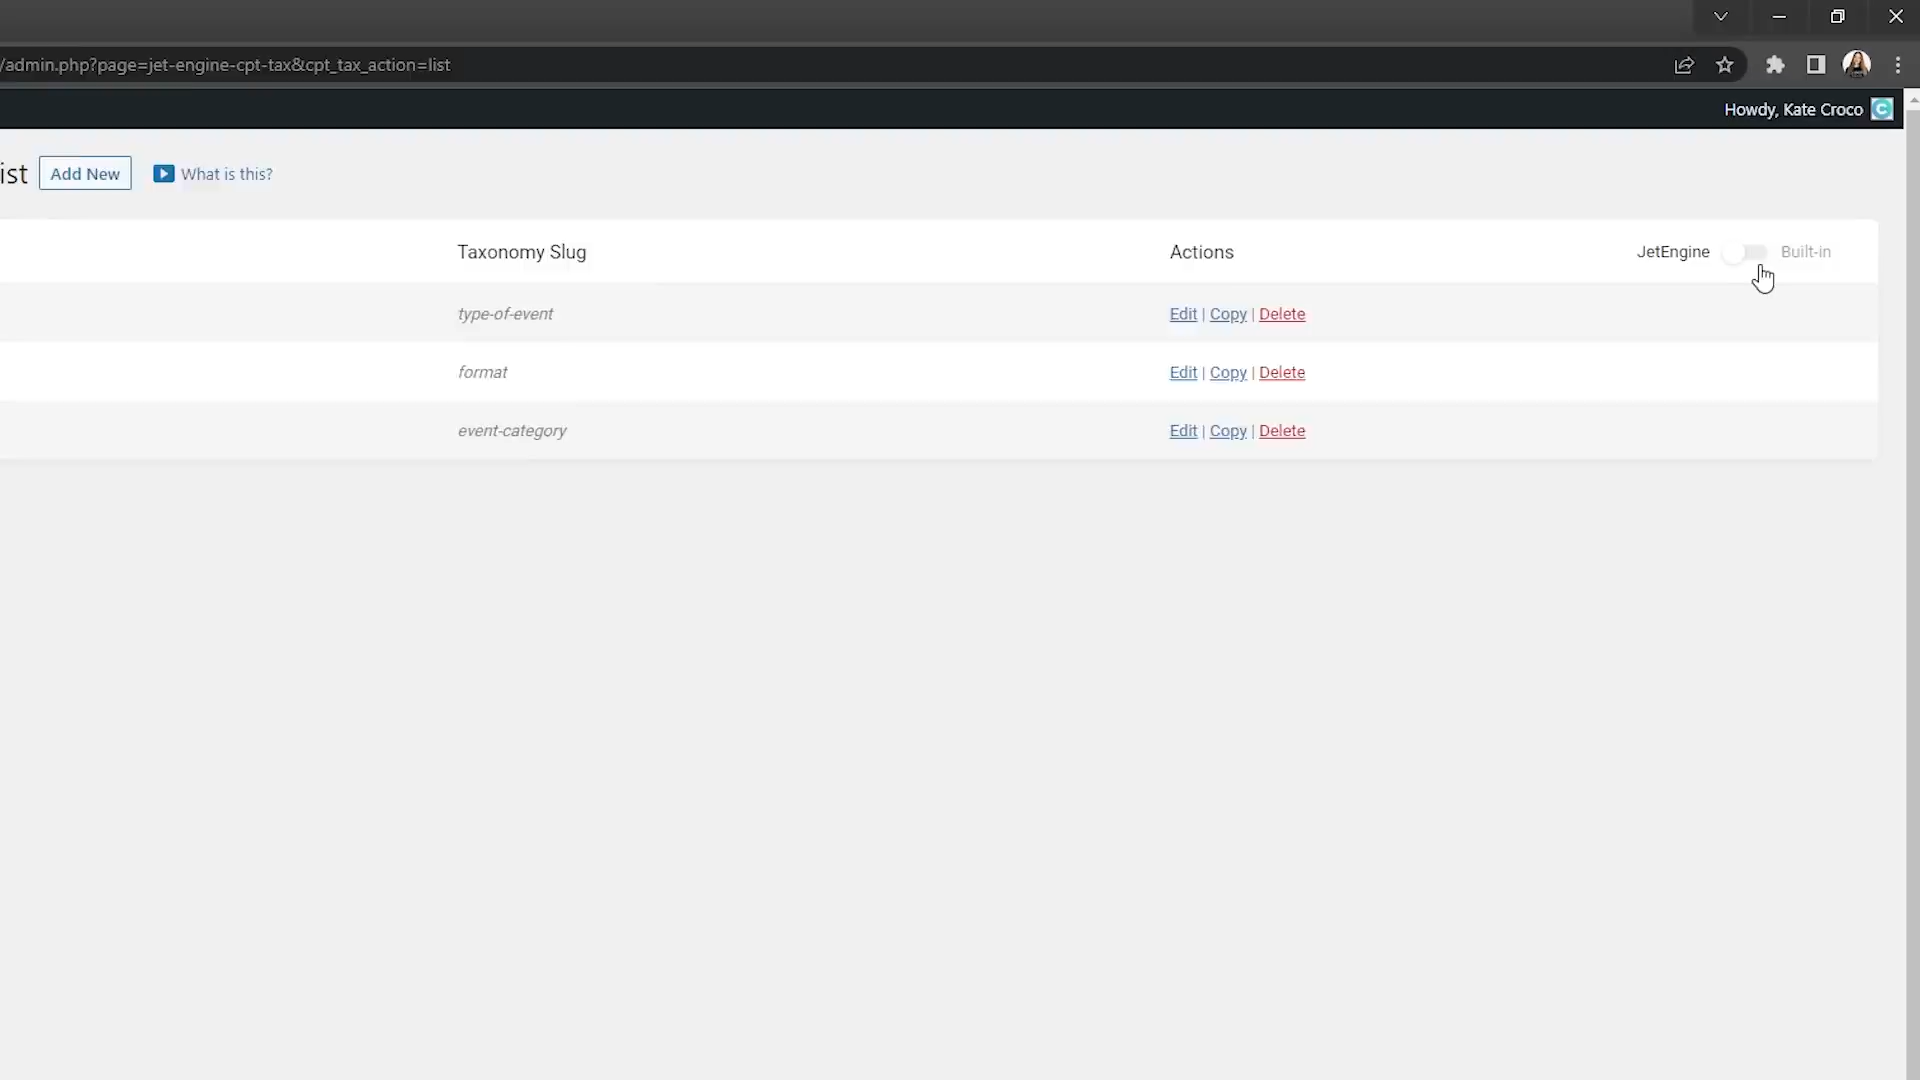 /admin.php?page=jet-engine-cpt-tax&cpt_tax_action=list
Howdy, Kate Croco
ist Add New What is this?
Taxonomy Slug Actions JetEngine Built-in
type-of-event Edit | Copy | Delete
format Edit | Copy | Delete
event-category Edit | Copy | Delete